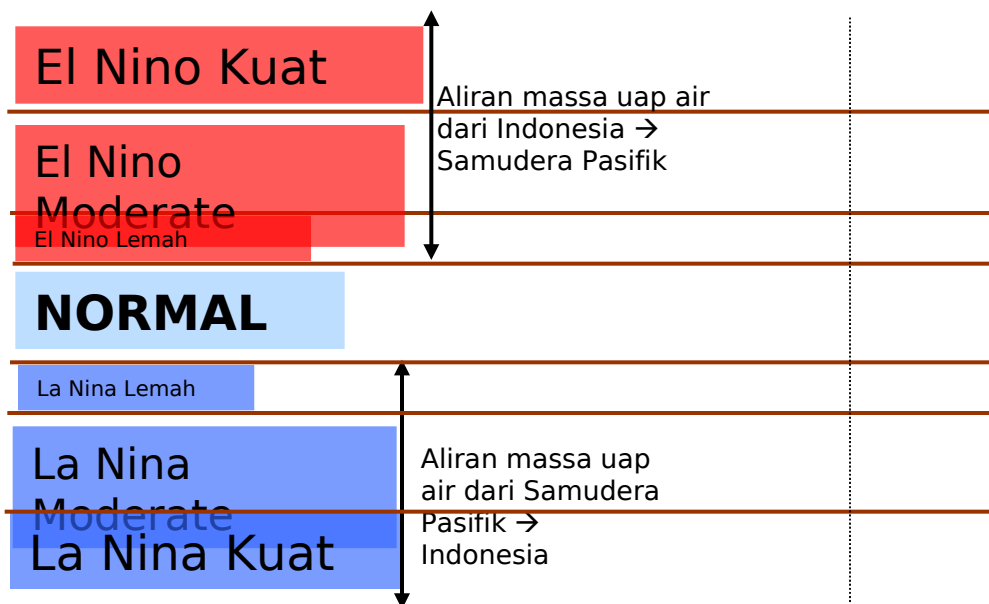 El Nino Kuat
Aliran massa uap air
dari Indonesia →
Samudera Pasifik
El Nino
Moderate
El Nino Lemah
NORMAL
La Nina Lemah
La Nina
Moderate
Aliran massa uap
air dari Samudera
Pasifik →
Indonesia
La Nina Kuat